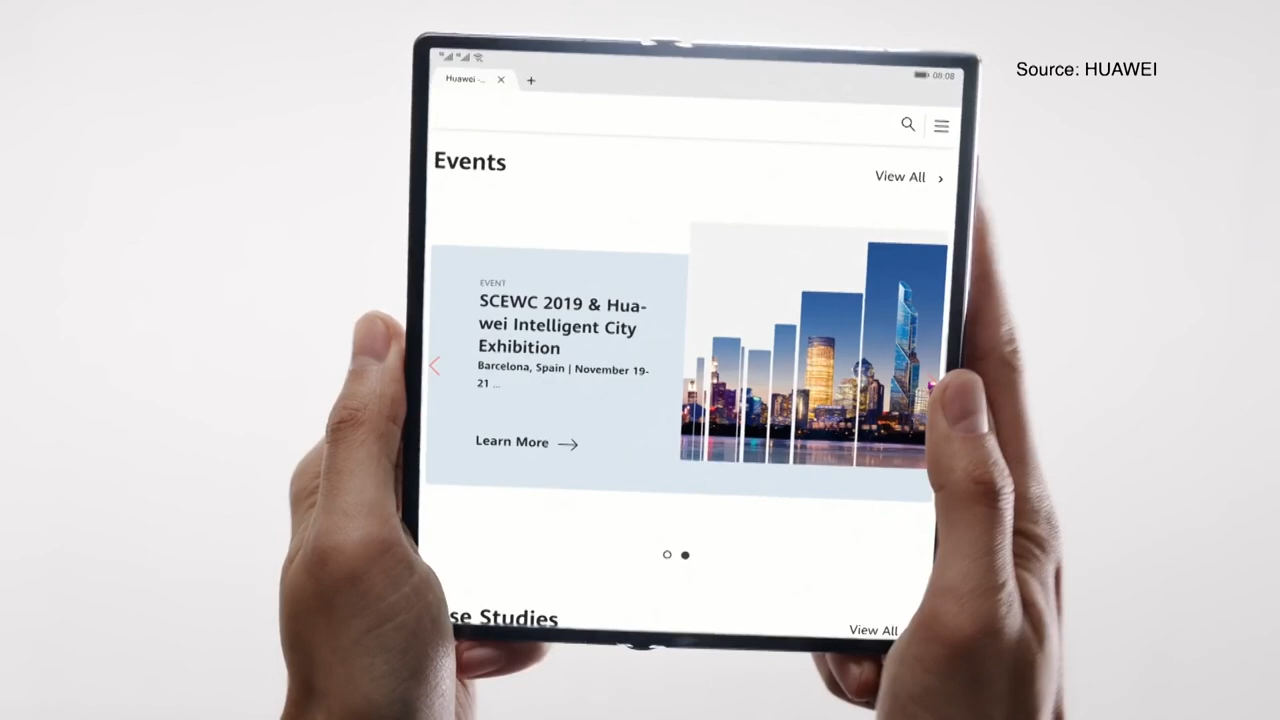 Source: HUAWEI
08:08
Huawei -...
Events
View All
EVENT
SCEWC 2019 & Hua-
wei Intelligent City
Exhibition
Barcelona, Spain | November 19-
21 ...
Learn More
se Studies
View All